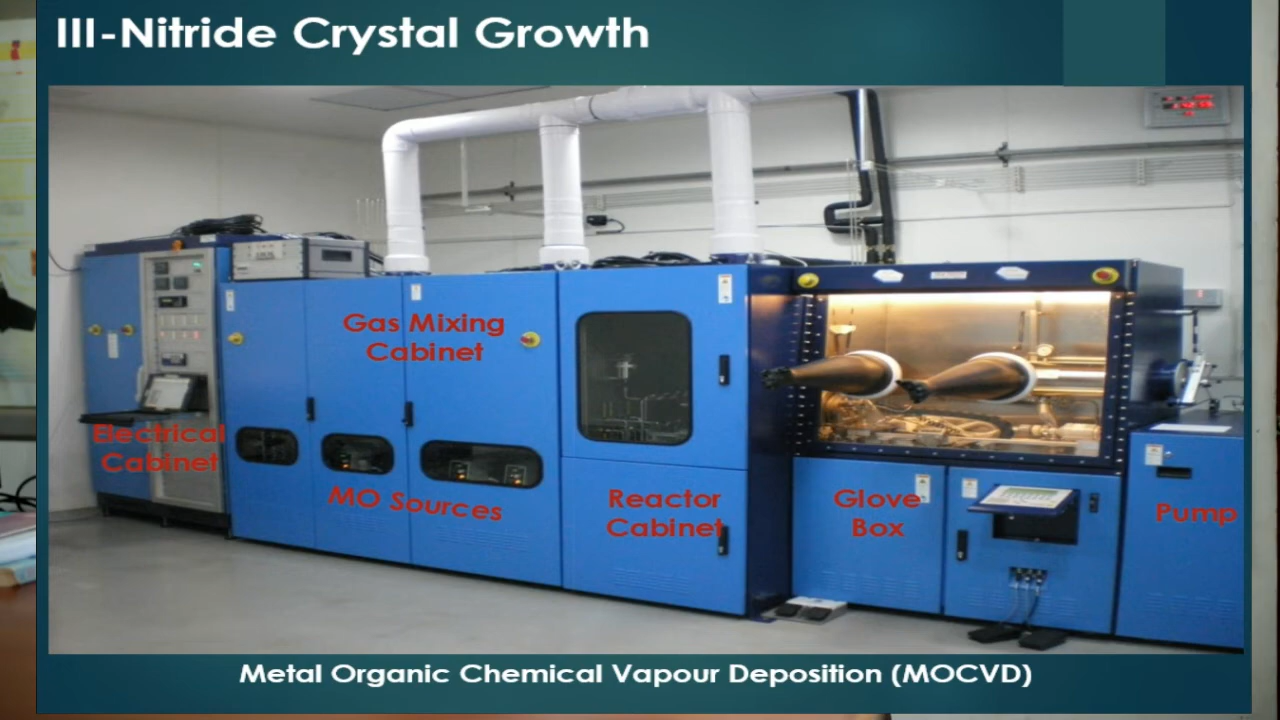 III-Nitride Crystal Growth
Gas Mixing
Cabinet
Electrical
Cabinet
MO Sources
Reactor
Cabinet
Glove
Box
Pump
Metal Organic Chemical Vapour Deposition (MOCVD)